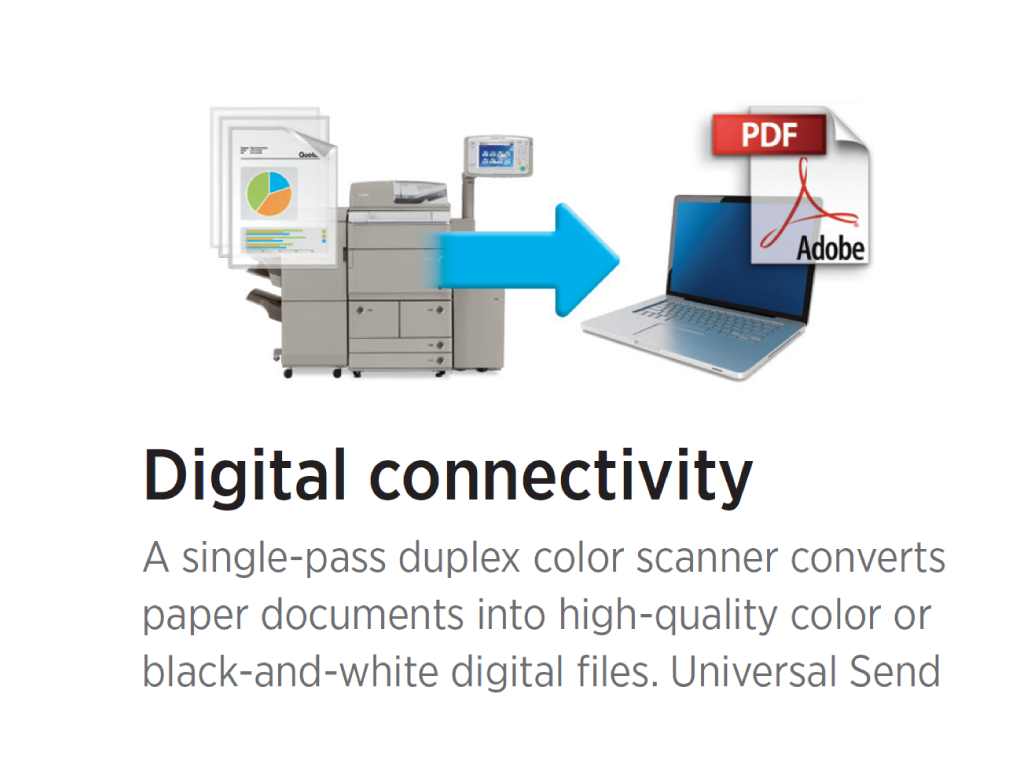 Quote
PDF
Adobe
Digital connectivity
A single-pass duplex color scanner converts
paper documents into high-quality color or
black-and-white digital files. Universal Send